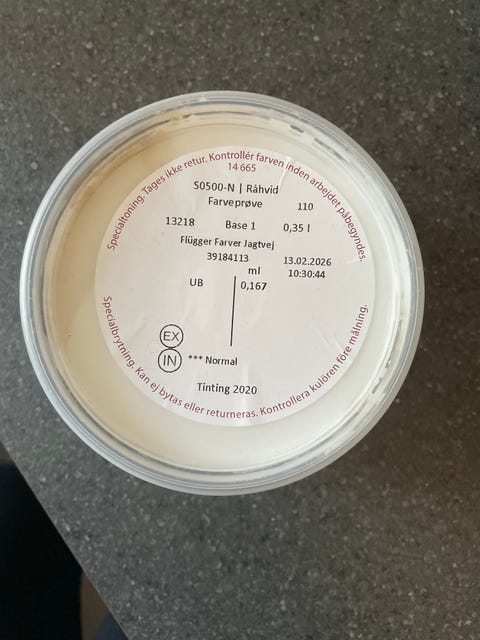 Specialtoning. Tages ikke retur. Kontrollér farven inden arbejdet påbegyndes.
14 665
S0500-N | Råhvid
Farveprøve 110
13218 Base 1 0,35 l
Flügger Farver Jagtvej
39184113 13.02.2026
ml 10:30:44
UB 0,167
EX
IN *** Normal
Tinting 2020
Specialbrytning. Kan ej bytas eller returneras. Kontrollera kulören före målning.